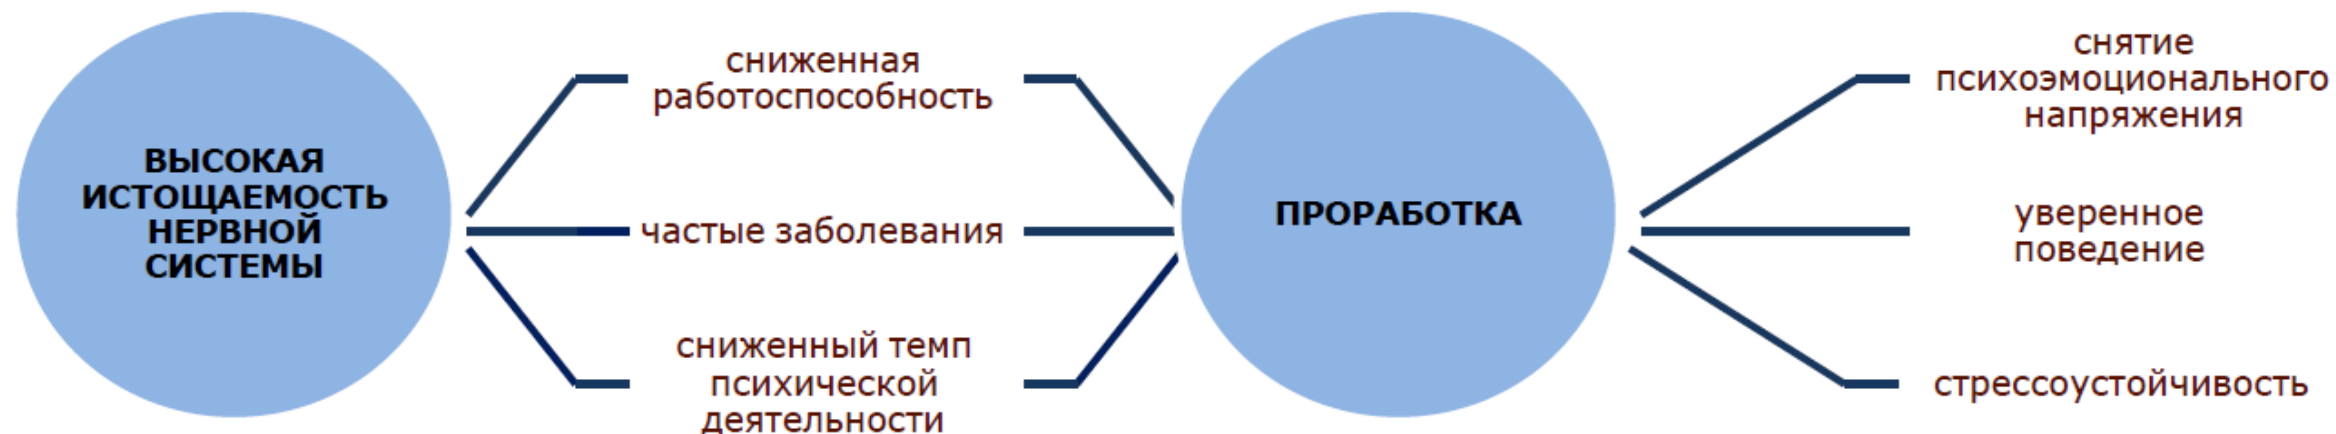 ВЫСОКАЯ
ИСТОЩАЕМОСТЬ
НЕРВНОЙ
СИСТЕМЫ
сниженная
работоспособность
частые заболевания
сниженный темп
психической
деятельности
ПРОРАБОТКА
снятие
психоэмоционального
напряжения
уверенное
поведение
стрессоустойчивость